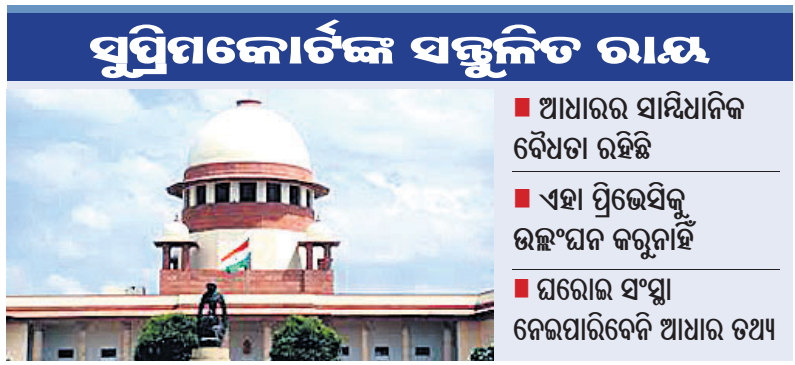 ସୁପ୍ରିମକୋର୍ଟଙ୍କ ସନ୍ତୁଳିତ ରାୟ
■ ଆଧାରର ସାମ୍ବିଧାନିକ
ବୈଧତା ରହିଛି
■ ଏହା ପ୍ରିଭେସିକୁ
ଉଲ୍ଲଂଘନ କରୁନାହିଁ
■ ଘରୋଇ ସଂସ୍ଥା
ନେଇପାରିବେନି ଆଧାର ତଥ୍ୟ